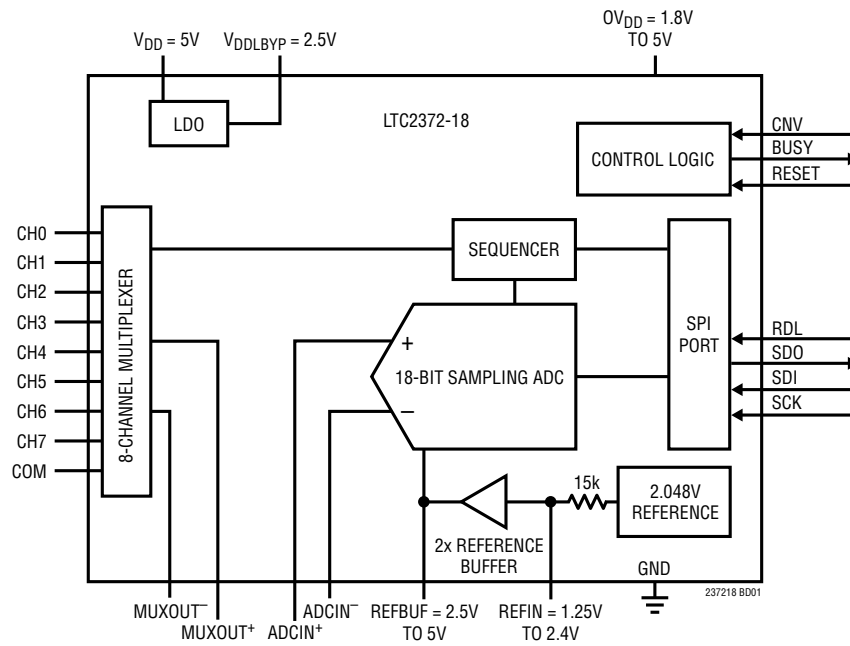 V_DD = 5V
V_DDLBYP = 2.5V
OV_DD = 1.8V
TO 5V
LDO
LTC2372-18
CONTROL LOGIC
CNV
BUSY
RESET
CH0
CH1
CH2
CH3
CH4
CH5
CH6
CH7
COM
8-CHANNEL MULTIPLEXER
SEQUENCER
SPI
PORT
RDL
SDO
SDI
SCK
+
18-BIT SAMPLING ADC
–
15k
2.048V
REFERENCE
2x REFERENCE
BUFFER
GND
237218 BD01
MUXOUT⁻
MUXOUT⁺
ADCIN⁺
ADCIN⁻
REFBUF = 2.5V
TO 5V
REFIN = 1.25V
TO 2.4V